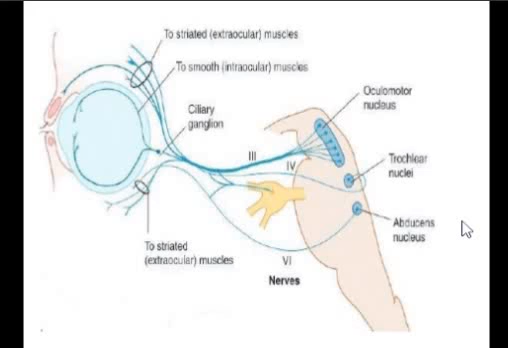 To striated (extraocular) muscles
To smooth (intraocular) muscles
Ciliary
ganglion
Oculomotor
nucleus
III
IV
Trochlear
nuclei
Abducens
nucleus
To striated
(extraocular) muscles
VI
Nerves